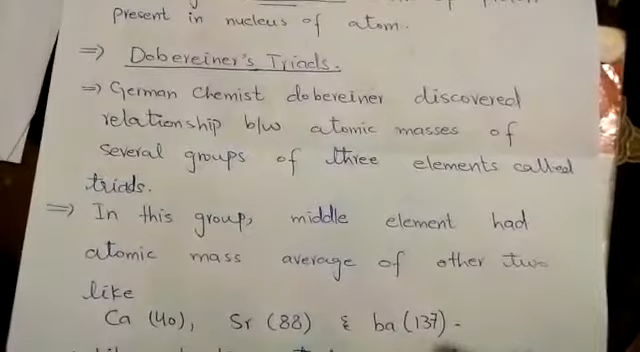 of
present in nucleus of atom.
⇒ Dobereiner's Triads.
⇒ German Chemist dobereiner discovered
relationship b/w atomic masses of
several groups of three elements called
triads.
⇒ In this group, middle element had
atomic mass average of other two
like
Ca (40), Sr (88) & ba (137).